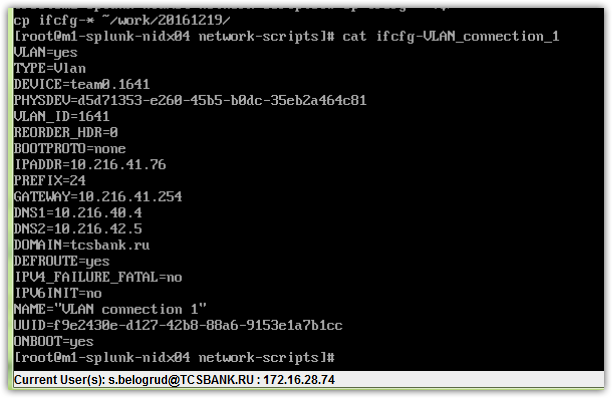 cp ifcfg-* ~/work/20161219/
[root@m1-splunk-nidx04 network-scripts]# cat ifcfg-VLAN_connection_1
VLAN=yes
TYPE=Vlan
DEVICE=team0.1641
PHYSDEV=d5d71353-e260-45b5-b0dc-35eb2a464c81
VLAN_ID=1641
REORDER_HDR=0
BOOTPROTO=none
IPADDR=10.216.41.76
PREFIX=24
GATEWAY=10.216.41.254
DNS1=10.216.40.4
DNS2=10.216.42.5
DOMAIN=tcsbank.ru
DEFROUTE=yes
IPV4_FAILURE_FATAL=no
IPV6INIT=no
NAME="VLAN connection 1"
UUID=f9e2430e-d127-42b8-88a6-9153e1a7b1cc
ONBOOT=yes
[root@m1-splunk-nidx04 network-scripts]#
Current User(s): s.belogrud@TCSBANK.RU : 172.16.28.74